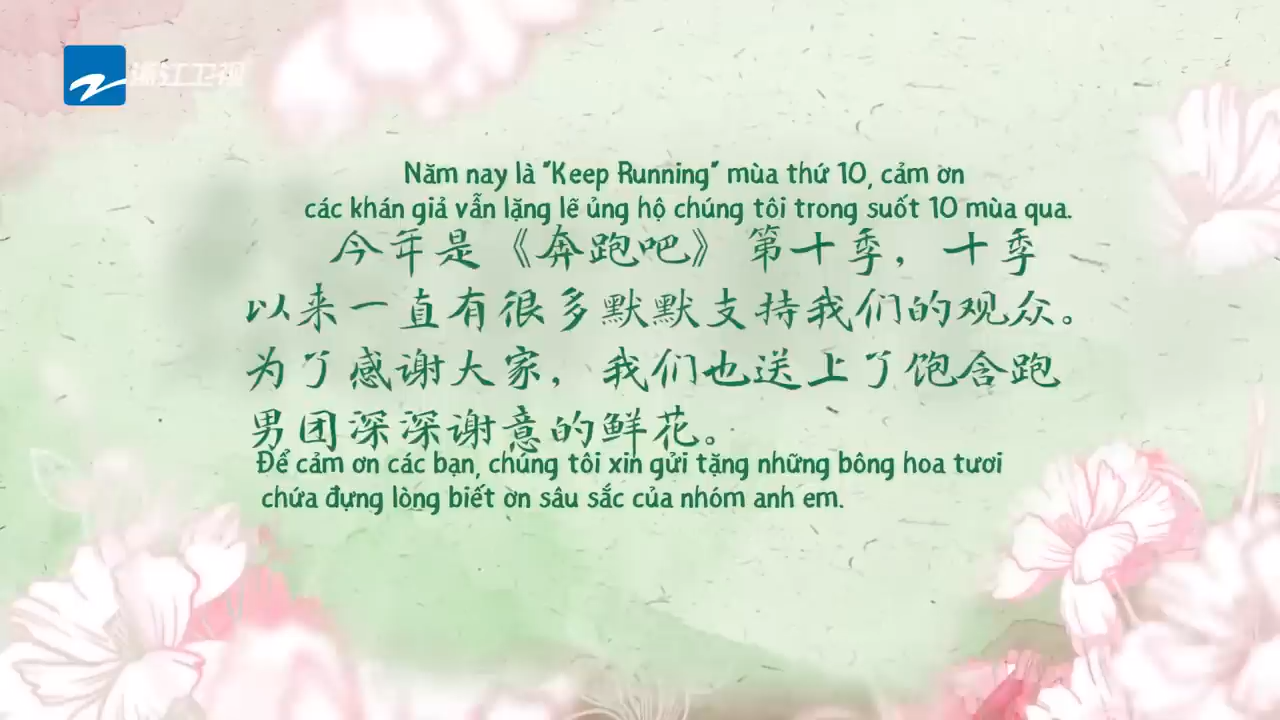 浙江卫视
Năm nay là "Keep Running" mùa thứ 10, cảm ơn
các khán giả vẫn lặng lẽ ủng hộ chúng tôi trong suốt 10 mùa qua.
今年是《奔跑吧》第十季，十季
以来一直有很多默默支持我们的观众。
为了感谢大家，我们也送上了饱含跑
男团深深谢意的鲜花。
Để cảm ơn các bạn, chúng tôi xin gửi tặng những bông hoa tươi
chứa đựng lòng biết ơn sâu sắc của nhóm anh em.